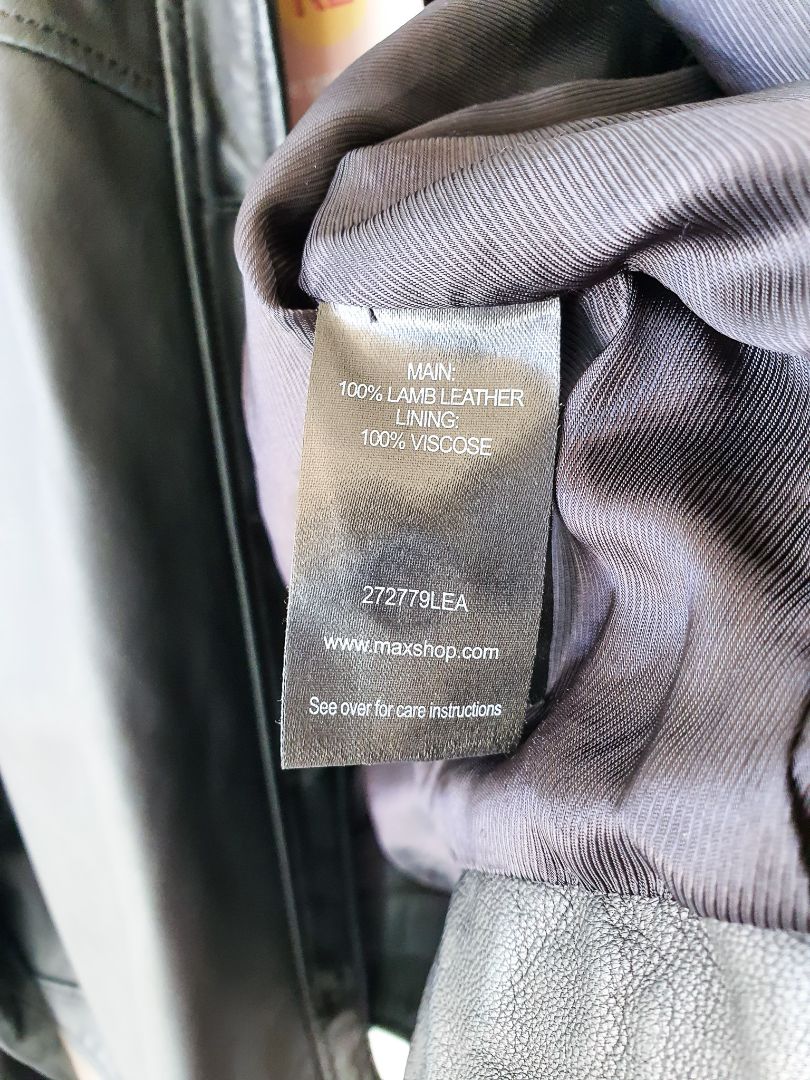 MAIN:
100% LAMB LEATHER
LINING:
100% VISCOSE
272779LEA
www.maxshop.com
See over for care instructions